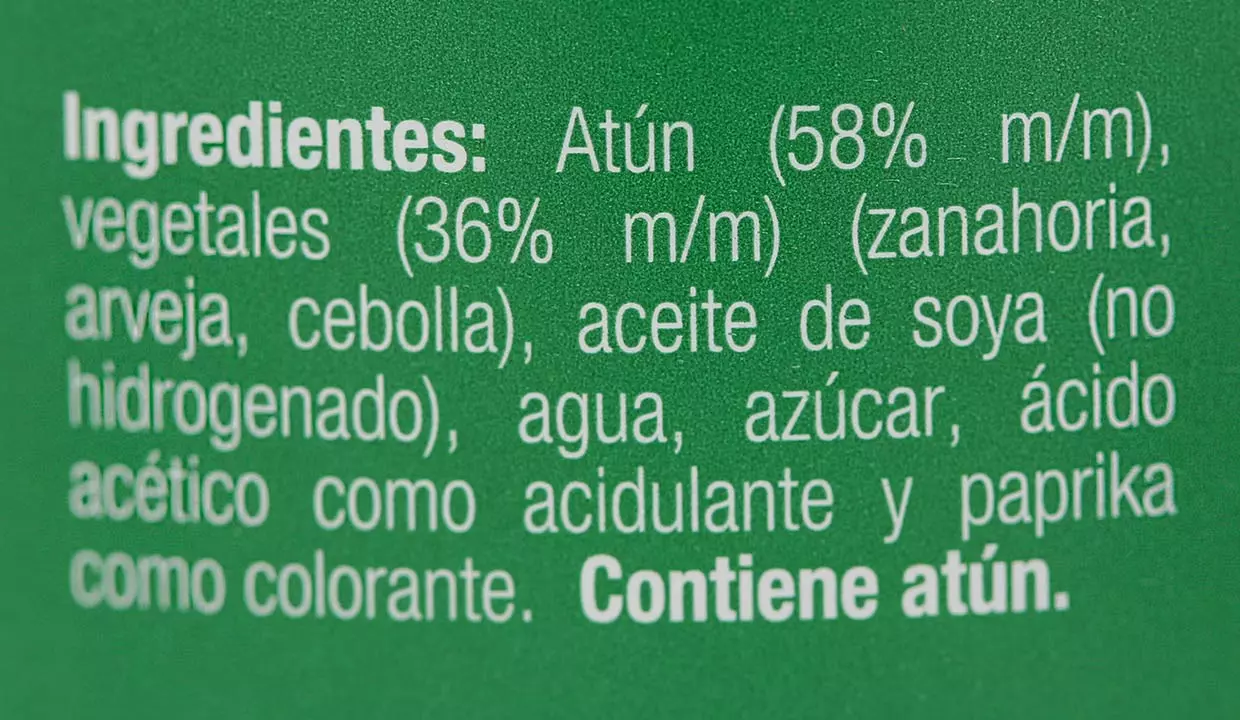 Ingredientes: Atún (58% m/m),
vegetales (36% m/m) (zanahoria,
arveja, cebolla), aceite de soya (no
hidrogenado), agua, azúcar, ácido
acético como acidulante y paprika
como colorante. Contiene atún.